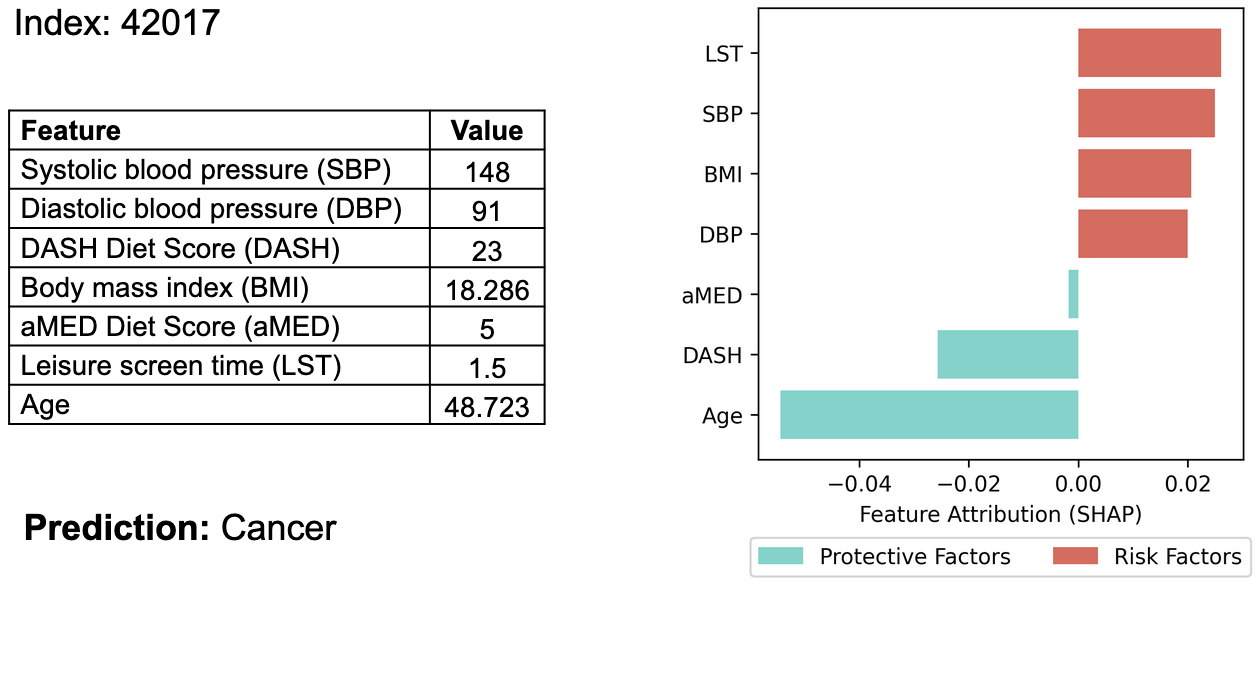 Index: 42017
Feature Value
Systolic blood pressure (SBP) 148
Diastolic blood pressure (DBP) 91
DASH Diet Score (DASH) 23
Body mass index (BMI) 18.286
aMED Diet Score (aMED) 5
Leisure screen time (LST) 1.5
Age 48.723
Prediction: Cancer
LST
SBP
BMI
DBP
aMED
DASH
Age
−0.04 −0.02 0.00 0.02
Feature Attribution (SHAP)
Protective Factors Risk Factors